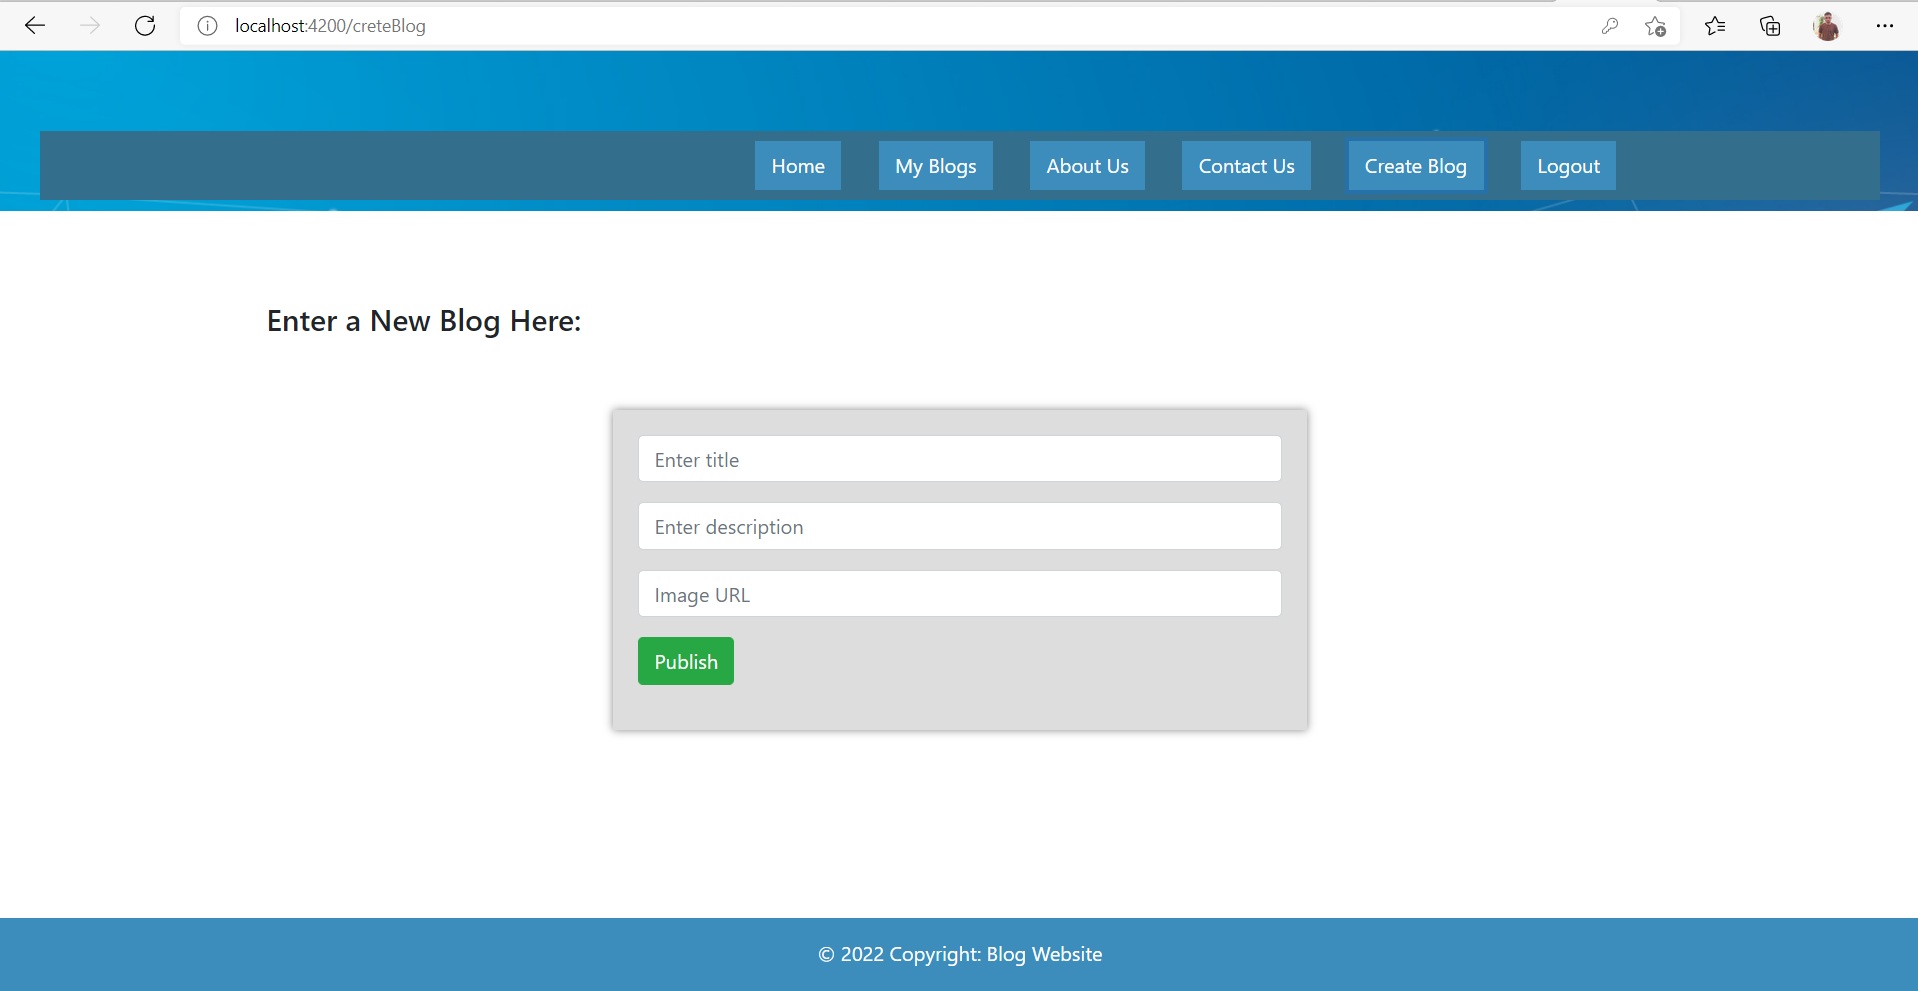 localhost:4200/creteBlog
Home My Blogs About Us Contact Us Create Blog Logout
Enter a New Blog Here:
Enter title
Enter description
Image URL
Publish
© 2022 Copyright: Blog Website